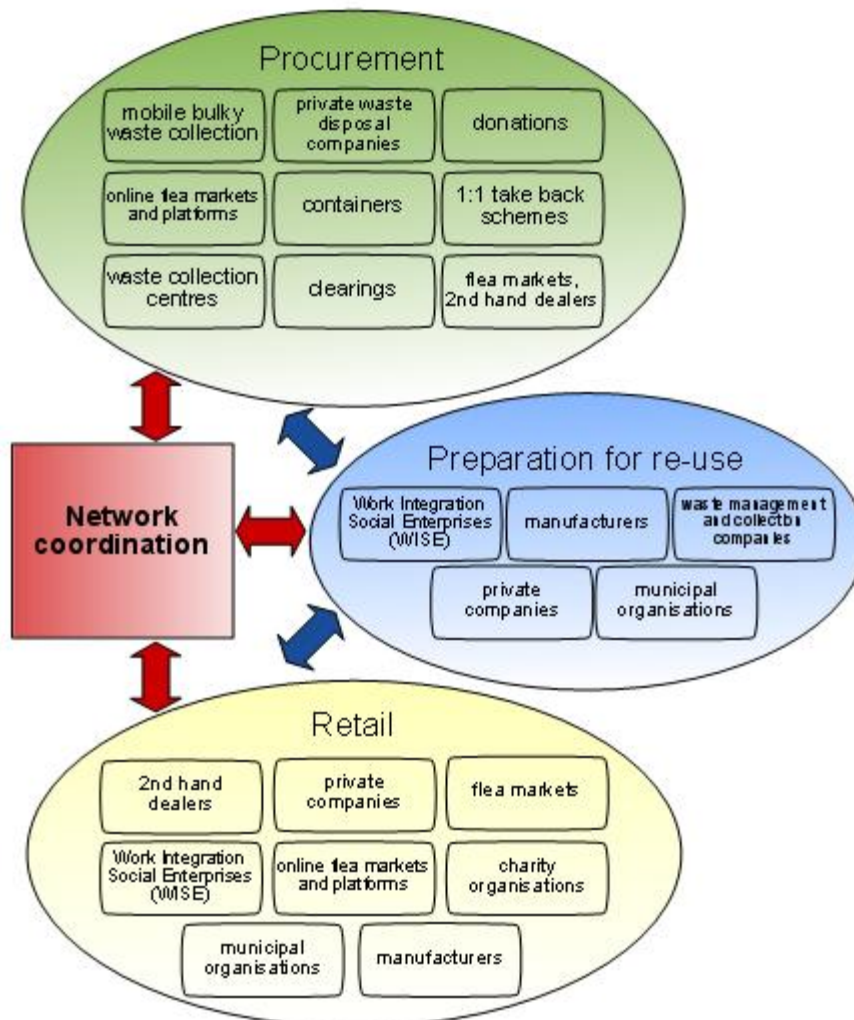 Procurement
mobile bulky
waste collection
private waste
disposal
companies
donations
online flea markets
and platforms
containers
1:1 take back
schemes
waste collection
centres
clearings
flea markets,
2nd hand dealers
Network
coordination
Preparation for re-use
Work Integration
Social Enterprises
(WISE)
manufacturers
waste management
and collection
companies
private
companies
municipal
organisations
Retail
2nd hand
dealers
private
companies
flea markets
Work Integration
Social Enterprises
(WISE)
online flea markets
and platforms
charity
organisations
municipal
organisations
manufacturers